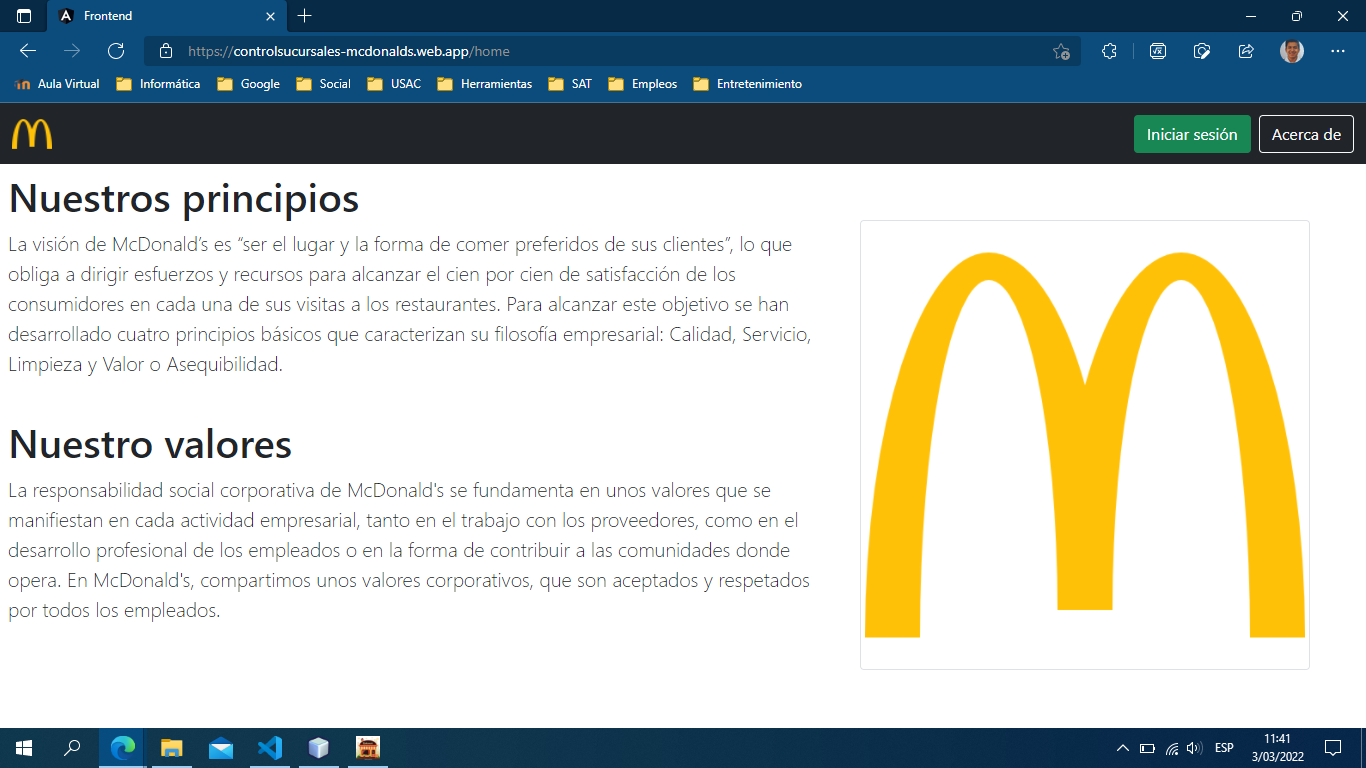 Frontend
https://controlsucursales-mcdonalds.web.app/home
Aula Virtual Informática Google Social USAC Herramientas SAT Empleos Entretenimiento
Iniciar sesión Acerca de
Nuestros principios
La visión de McDonald’s es “ser el lugar y la forma de comer preferidos de sus clientes”, lo que
obliga a dirigir esfuerzos y recursos para alcanzar el cien por cien de satisfacción de los
consumidores en cada una de sus visitas a los restaurantes. Para alcanzar este objetivo se han
desarrollado cuatro principios básicos que caracterizan su filosofía empresarial: Calidad, Servicio,
Limpieza y Valor o Asequibilidad.
Nuestro valores
La responsabilidad social corporativa de McDonald's se fundamenta en unos valores que se
manifiestan en cada actividad empresarial, tanto en el trabajo con los proveedores, como en el
desarrollo profesional de los empleados o en la forma de contribuir a las comunidades donde
opera. En McDonald's, compartimos unos valores corporativos, que son aceptados y respetados
por todos los empleados.
ESP
11:41
3/03/2022